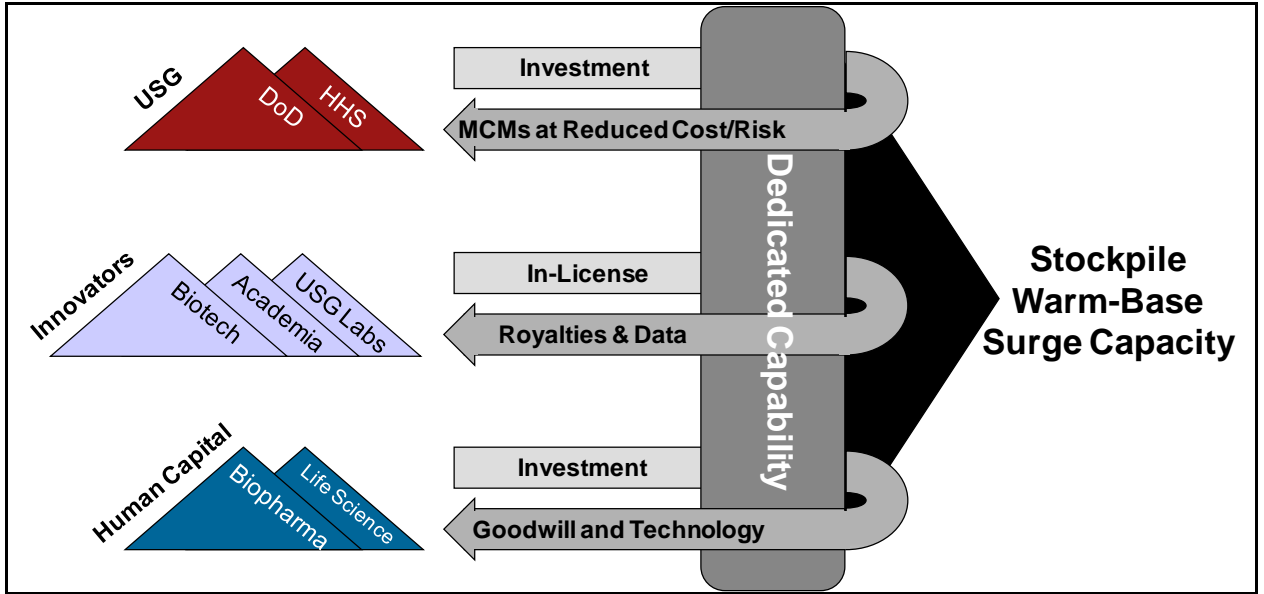 USG
DoD
HHS
Investment
MCMs at Reduced Cost/Risk
Innovators
Biotech
Academia
USG Labs
In-License
Royalties & Data
Human Capital
Biopharma
Life Science
Investment
Goodwill and Technology
Dedicated Capability
Stockpile
Warm-Base
Surge Capacity